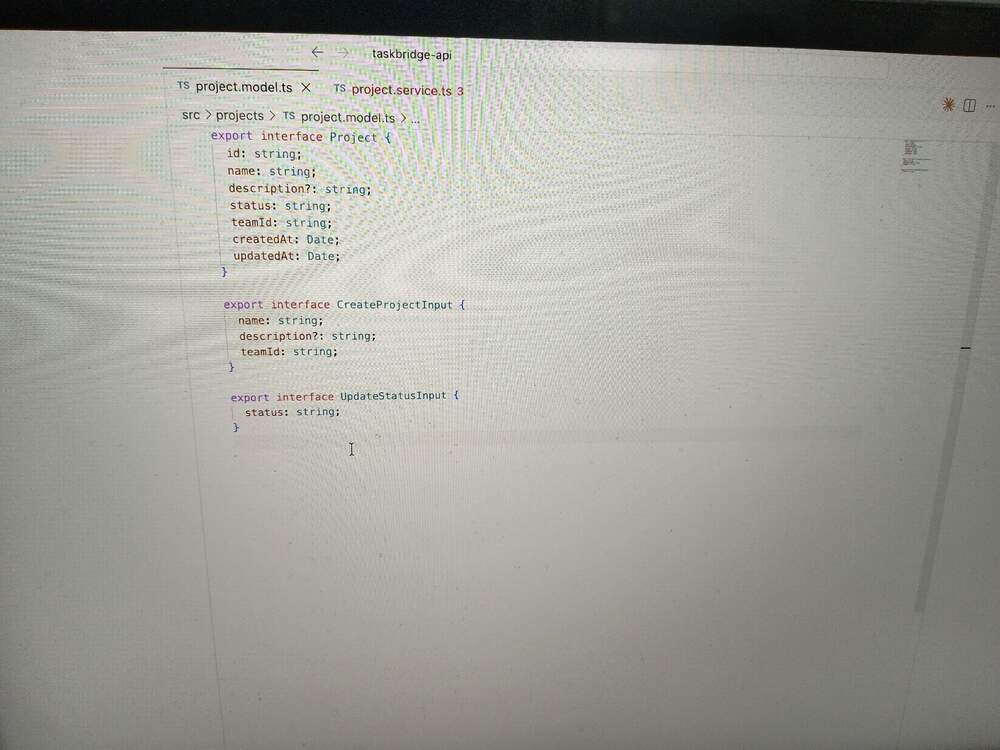 taskbridge-api
TS project.model.ts
TS project.service.ts 3
src > projects > TS project.model.ts > ...
export interface Project {
  id: string;
  name: string;
  description?: string;
  status: string;
  teamId: string;
  createdAt: Date;
  updatedAt: Date;
}
export interface CreateProjectInput {
  name: string;
  description?: string;
  teamId: string;
}
export interface UpdateStatusInput {
  status: string;
}